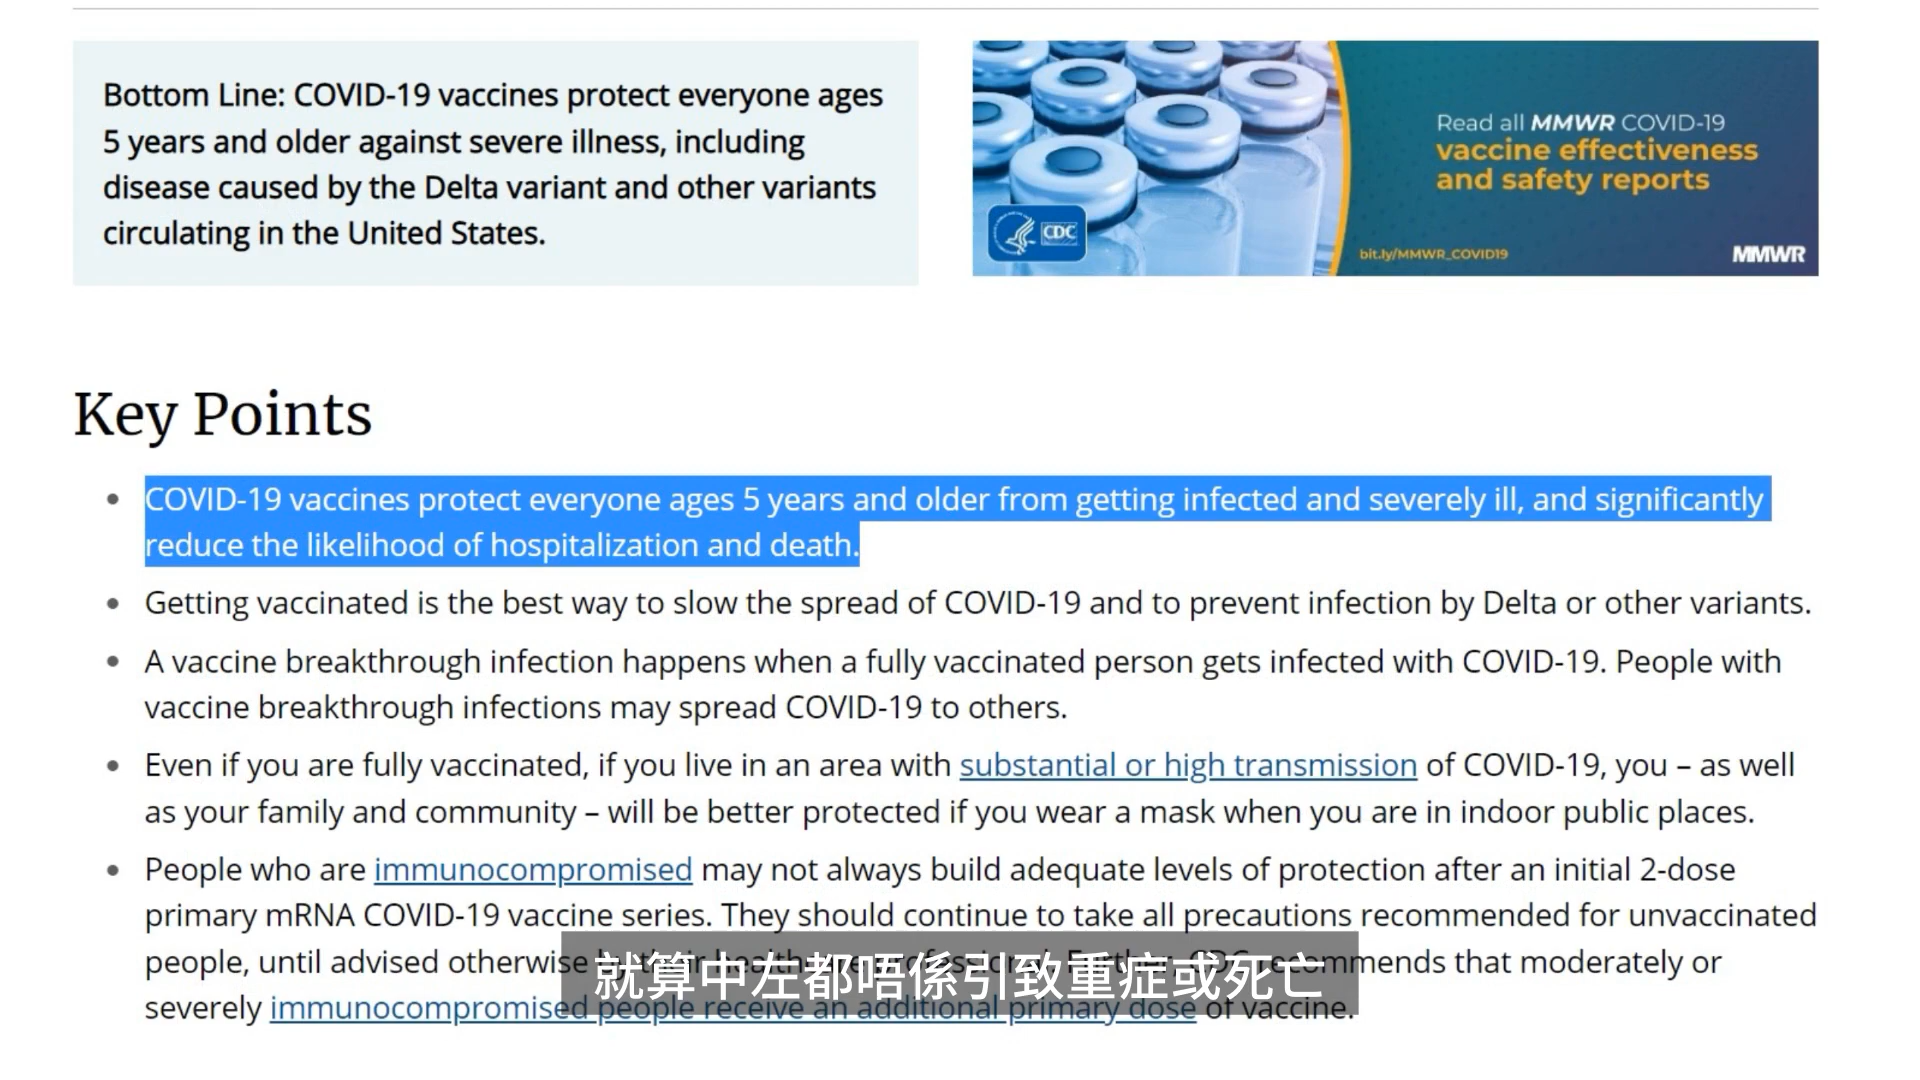 Bottom Line: COVID-19 vaccines protect everyone ages
5 years and older against severe illness, including
disease caused by the Delta variant and other variants
circulating in the United States.
Read all MMWR COVID-19
vaccine effectiveness
and safety reports
CDC
bit.ly/MMWR_COVID19
MMWR
Key Points
COVID-19 vaccines protect everyone ages 5 years and older from getting infected and severely ill, and significantly
reduce the likelihood of hospitalization and death.
Getting vaccinated is the best way to slow the spread of COVID-19 and to prevent infection by Delta or other variants.
A vaccine breakthrough infection happens when a fully vaccinated person gets infected with COVID-19. People with
vaccine breakthrough infections may spread COVID-19 to others.
Even if you are fully vaccinated, if you live in an area with substantial or high transmission of COVID-19, you – as well
as your family and community – will be better protected if you wear a mask when you are in indoor public places.
People who are immunocompromised may not always build adequate levels of protection after an initial 2-dose
primary mRNA COVID-19 vaccine series. They should continue to take all precautions recommended for unvaccinated
people, until advised otherwise recommends that moderately or
severely immunocompromised people receive an additional primary dose of vaccine.
就算中左都唔係引致重症或死亡